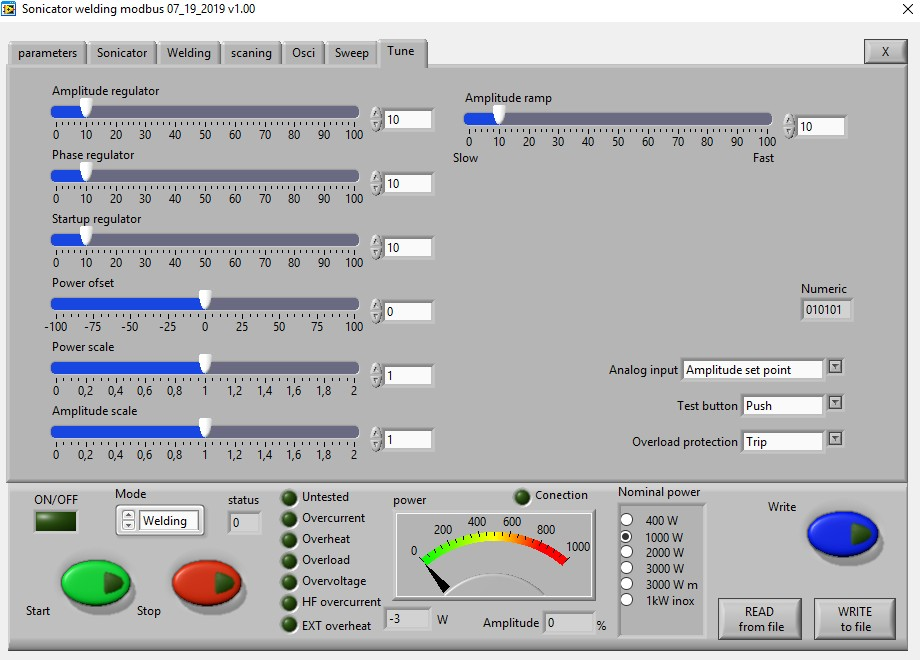 Sonicator welding modbus 07_19_2019 v1.00
parameters Sonicator Welding scaning Osci Sweep Tune X
Amplitude regulator
0 10 20 30 40 50 60 70 80 90 100
10
Phase regulator
0 10 20 30 40 50 60 70 80 90 100
10
Startup regulator
0 10 20 30 40 50 60 70 80 90 100
10
Power ofset
-100 -75 -50 -25 0 25 50 75 100
0
Power scale
0 0,2 0,4 0,6 0,8 1 1,2 1,4 1,6 1,8 2
1
Amplitude scale
0 0,2 0,4 0,6 0,8 1 1,2 1,4 1,6 1,8 2
1
Amplitude ramp
0 10 20 30 40 50 60 70 80 90 100
10
Slow Fast
Numeric
010101
Analog input Amplitude set point
Test button Push
Overload protection Trip
ON/OFF
Mode
Welding
status
0
Start
Stop
Untested
Overcurrent
Overheat
Overload
Overvoltage
HF overcurrent
EXT overheat
power
Conection
0 200 400 600 800 1000
-3 W
Amplitude 0 %
Nominal power
400 W
1000 W
2000 W
3000 W
3000 W m
1kW inox
Write
READ
from file
WRITE
to file